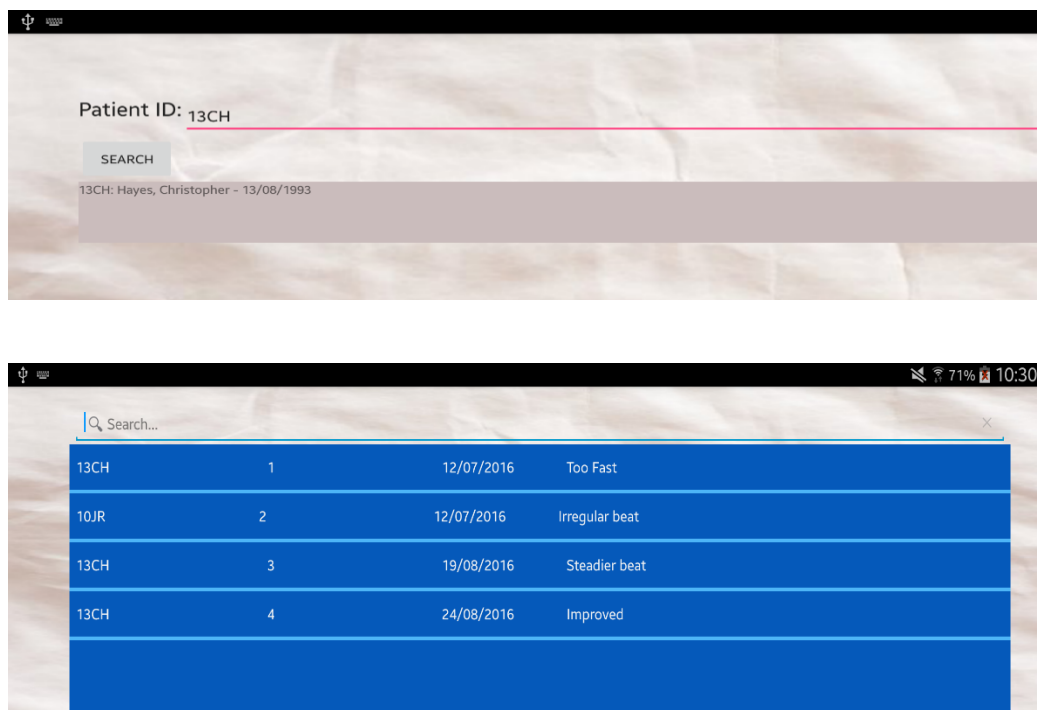 Patient ID: 13CH
SEARCH
13CH: Hayes, Christopher - 13/08/1993
71% 10:30
Search...
13CH 1 12/07/2016 Too Fast
10JR 2 12/07/2016 Irregular beat
13CH 3 19/08/2016 Steadier beat
13CH 4 24/08/2016 Improved